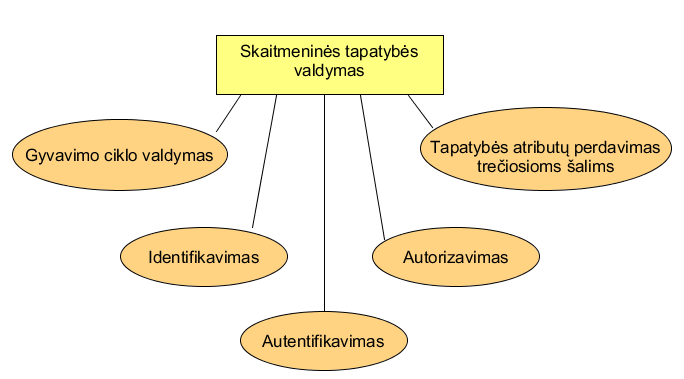 Skaitmeninės tapatybės
valdymas
Gyvavimo ciklo valdymas
Tapatybės atributų perdavimas
trečiosioms šalims
Identifikavimas
Autorizavimas
Autentifikavimas